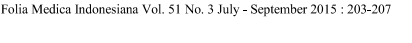 Folia Medica Indonesiana Vol. 51 No. 3 July - September 2015 : 203-207